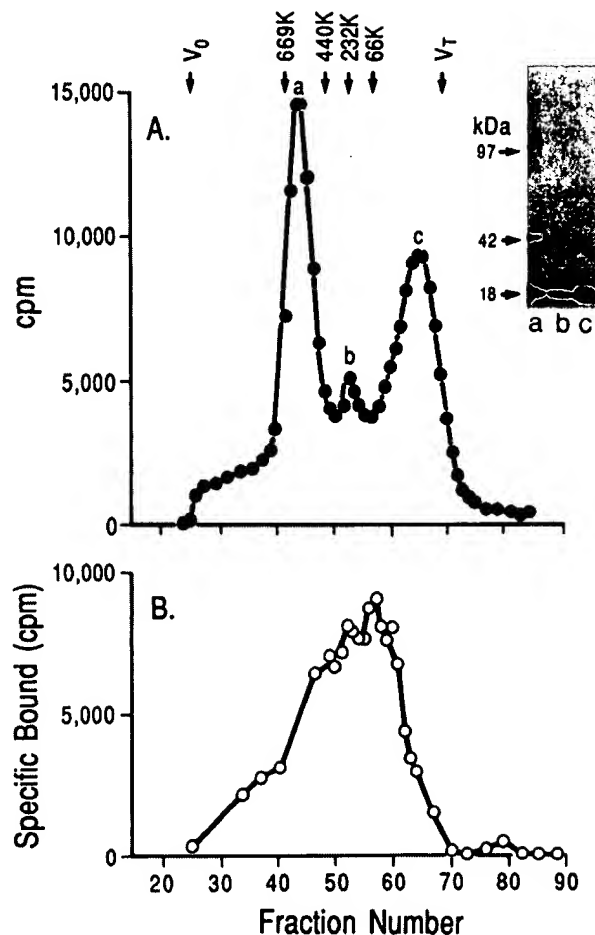 V0 669K 440K 232K 66K VT
15,000
10,000
5,000
0
cpm
A.
a
b
c
kDa
97
42
18
a b c
10,000
5,000
0
Specific Bound (cpm)
B.
20 30 40 50 60 70 80 90
Fraction Number